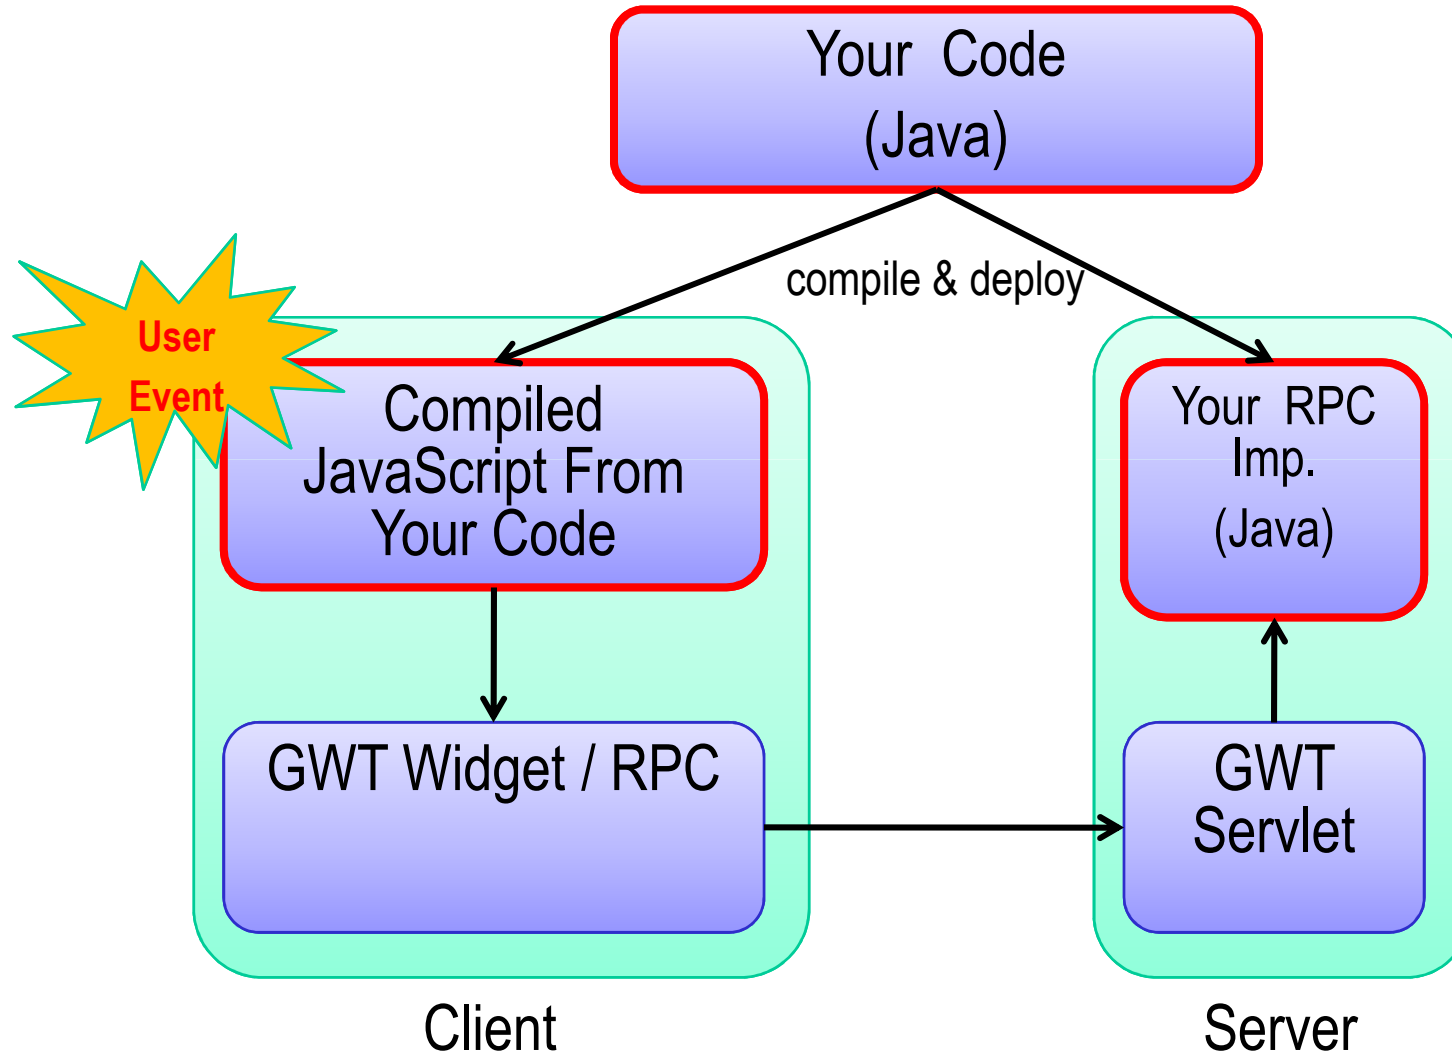 Your Code
(Java)
compile & deploy
User
Event
Compiled
JavaScript From
Your Code
Your RPC
Imp.
(Java)
GWT Widget / RPC
GWT
Servlet
Client
Server